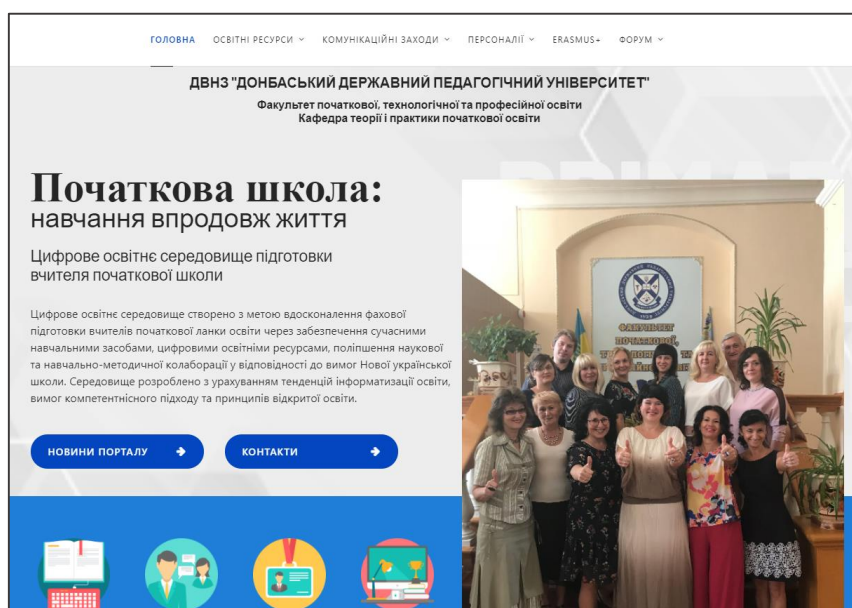 ГОЛОВНА ОСВІТНІ РЕСУРСИ КОМУНІКАЦІЙНІ ЗАХОДИ ПЕРСОНАЛІЇ ERASMUS+ ФОРУМ
ДВНЗ "ДОНБАСЬКИЙ ДЕРЖАВНИЙ ПЕДАГОГІЧНИЙ УНІВЕРСИТЕТ"
Факультет початкової, технологічної та професійної освіти
Кафедра теорії і практики початкової освіти
Початкова школа:
навчання впродовж життя
Цифрове освітнє середовище підготовки
вчителя початкової школи
Цифрове освітнє середовище створено з метою вдосконалення фахової
підготовки вчителів початкової ланки освіти через забезпечення сучасними
навчальними засобами, цифровими освітніми ресурсами, поліпшення наукової
та навчально-методичної колаборації у відповідності до вимог Нової української
школи. Середовище розроблено з урахуванням тенденцій інформатизації освіти,
вимог компетентнісного підходу та принципів відкритої освіти.
НОВИНИ ПОРТАЛУ
КОНТАКТИ
ФАКУЛЬТЕТ
ПОЧАТКОВОЇ,